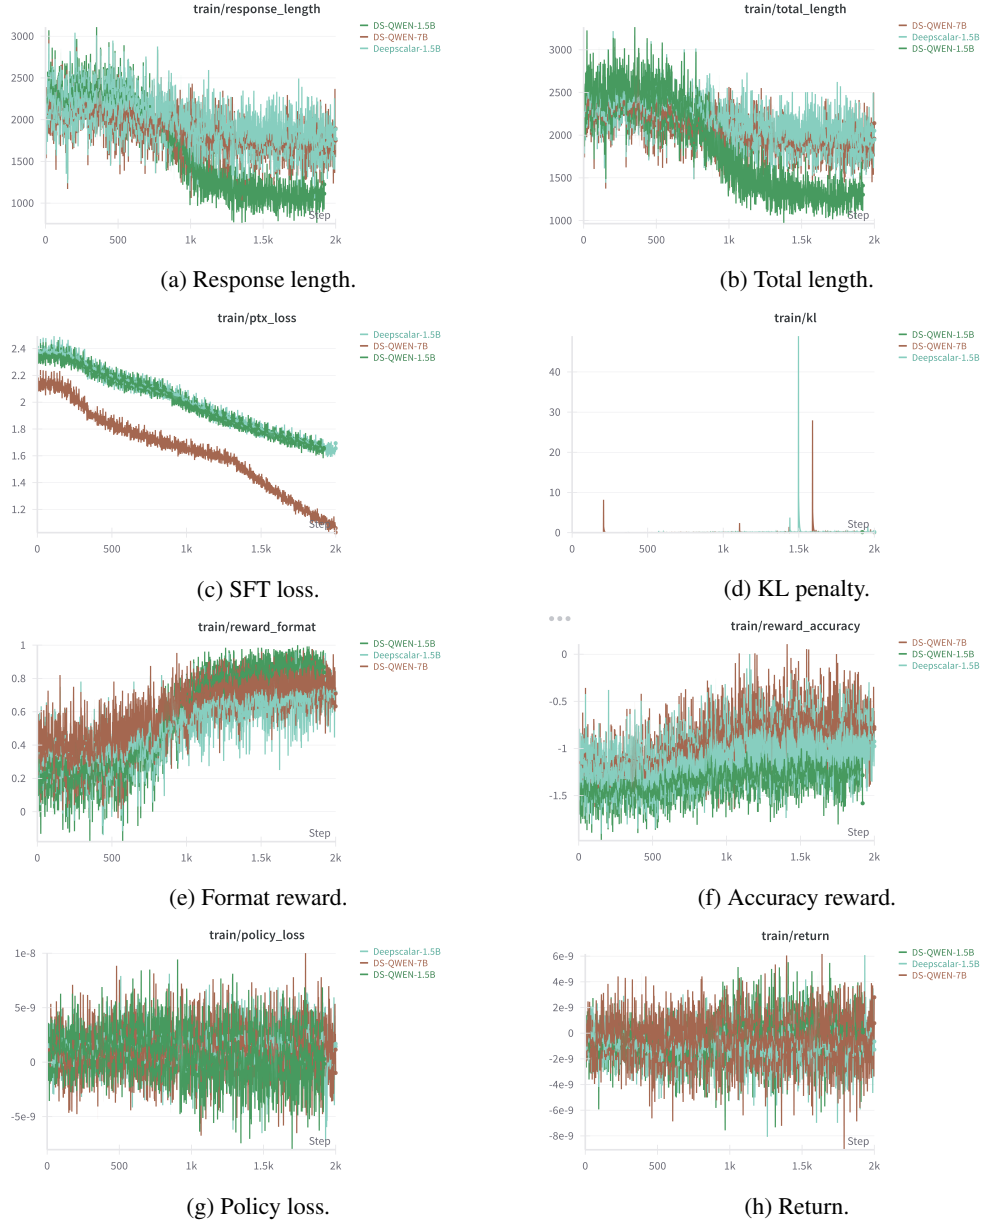 train/response_length
DS-QWEN-1.5B
DS-QWEN-7B
Deepscalar-1.5B
3000
2500
2000
1500
1000
Step
0 500 1k 1.5k 2k
(a) Response length.
train/total_length
DS-QWEN-7B
Deepscalar-1.5B
DS-QWEN-1.5B
3000
2500
2000
1500
1000
Step
0 500 1k 1.5k 2k
(b) Total length.
train/ptx_loss
Deepscalar-1.5B
DS-QWEN-7B
DS-QWEN-1.5B
2.4
2.2
2
1.8
1.6
1.4
1.2
Step
0 500 1k 1.5k 2k
(c) SFT loss.
train/kl
DS-QWEN-1.5B
DS-QWEN-7B
Deepscalar-1.5B
40
30
20
10
0
Step
0 500 1k 1.5k 2k
(d) KL penalty.
train/reward_format
DS-QWEN-1.5B
Deepscalar-1.5B
DS-QWEN-7B
1
0.8
0.6
0.4
0.2
0
Step
0 500 1k 1.5k 2k
(e) Format reward.
train/reward_accuracy
DS-QWEN-7B
DS-QWEN-1.5B
Deepscalar-1.5B
0
-0.5
-1
-1.5
Step
0 500 1k 1.5k 2k
(f) Accuracy reward.
train/policy_loss
Deepscalar-1.5B
DS-QWEN-7B
DS-QWEN-1.5B
1e-8
5e-9
0
-5e-9
Step
0 500 1k 1.5k 2k
(g) Policy loss.
train/return
DS-QWEN-1.5B
Deepscalar-1.5B
DS-QWEN-7B
6e-9
4e-9
2e-9
0
-2e-9
-4e-9
-6e-9
-8e-9
Step
0 500 1k 1.5k 2k
(h) Return.